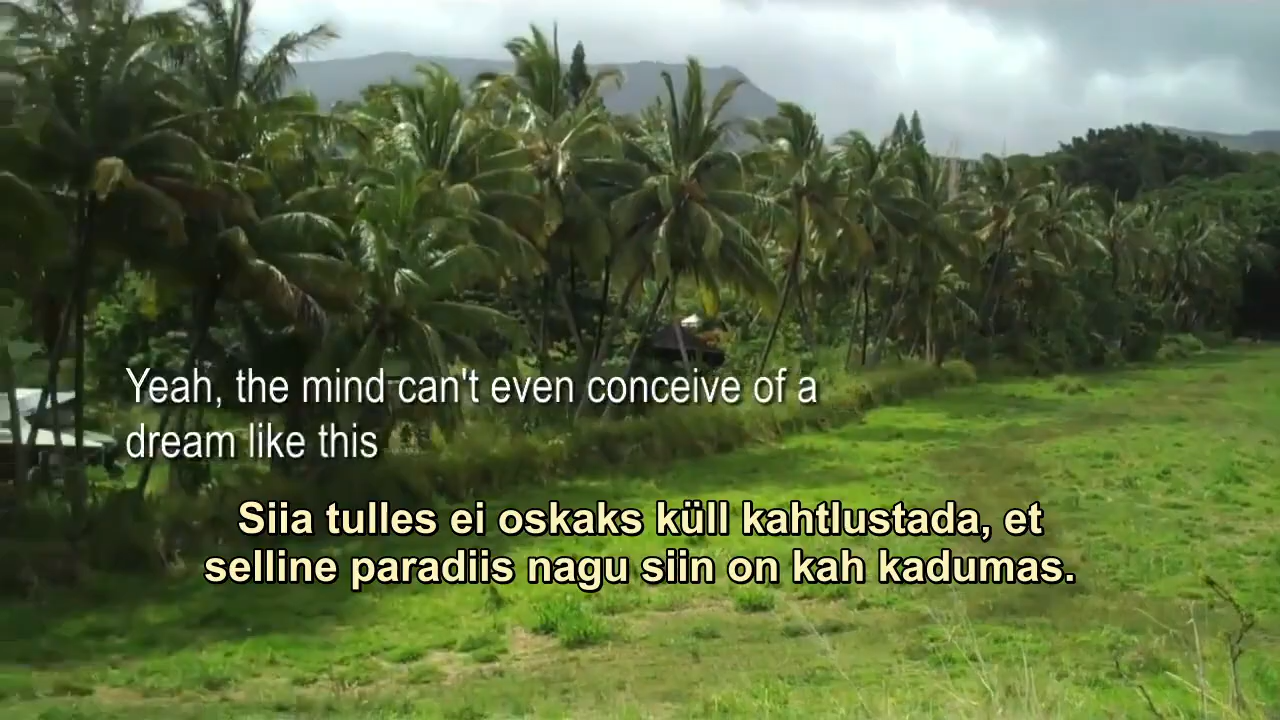 Yeah, the mind can't even conceive of a
dream like this
Siia tulles ei oskaks küll kahtlustada, et
selline paradiis nagu siin on kah kadumas.